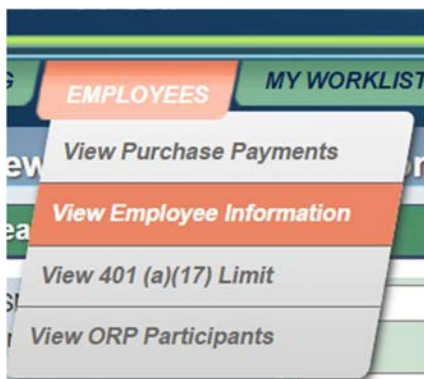 EMPLOYEES
MY WORKLIST
View Purchase Payments
View Employee Information
View 401 (a)(17) Limit
View ORP Participants